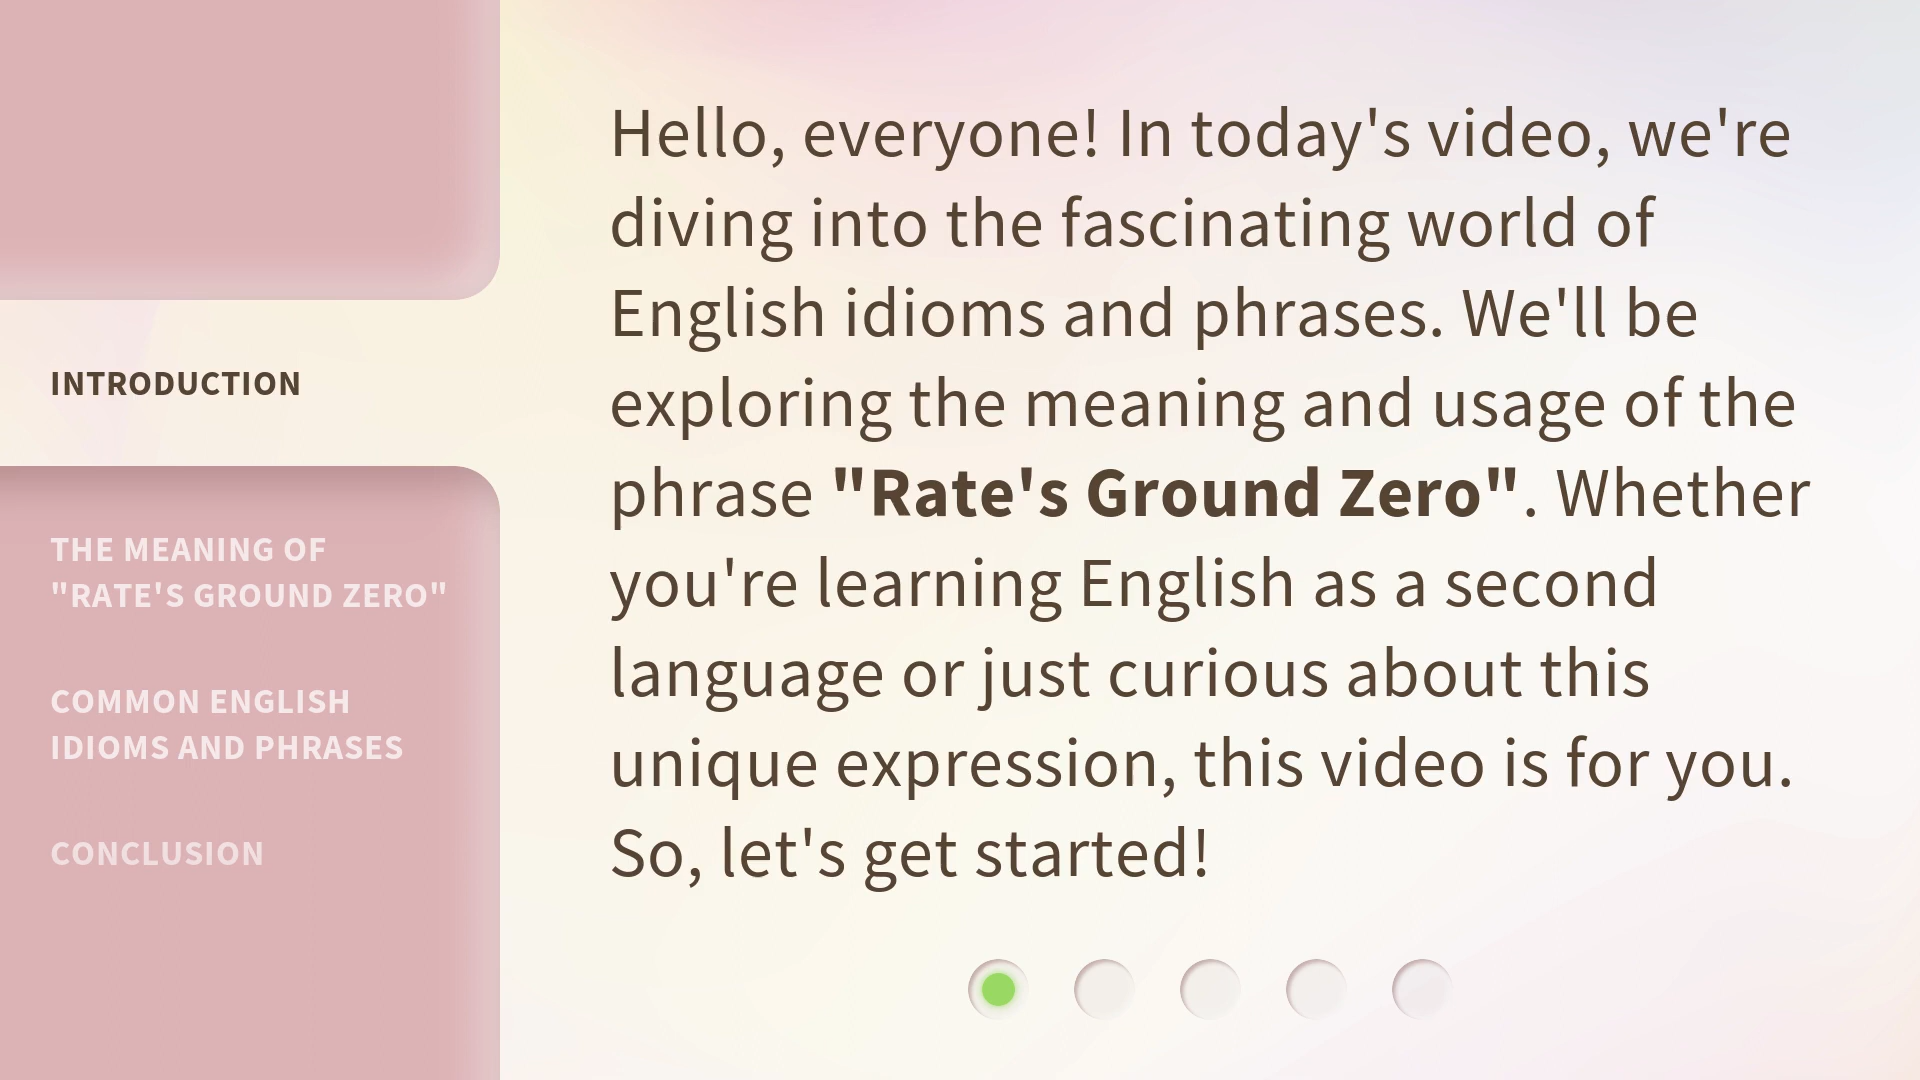 INTRODUCTION
THE MEANING OF
"RATE'S GROUND ZERO"
COMMON ENGLISH
IDIOMS AND PHRASES
CONCLUSION
Hello, everyone! In today's video, we're
diving into the fascinating world of
English idioms and phrases. We'll be
exploring the meaning and usage of the
phrase "Rate's Ground Zero". Whether
you're learning English as a second
language or just curious about this
unique expression, this video is for you.
So, let's get started!